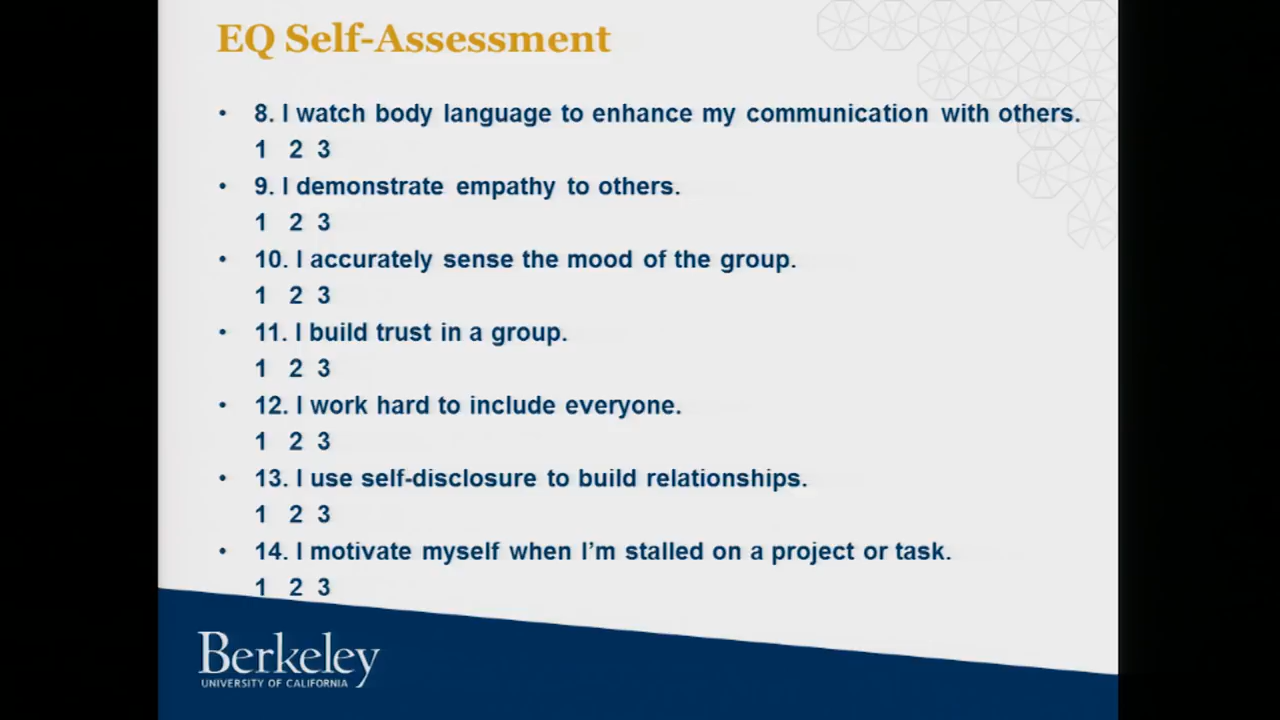 EQ Self-Assessment
• 8. I watch body language to enhance my communication with others.
1 2 3
• 9. I demonstrate empathy to others.
1 2 3
• 10. I accurately sense the mood of the group.
1 2 3
• 11. I build trust in a group.
1 2 3
• 12. I work hard to include everyone.
1 2 3
• 13. I use self-disclosure to build relationships.
1 2 3
• 14. I motivate myself when I’m stalled on a project or task.
1 2 3
Berkeley
UNIVERSITY OF CALIFORNIA